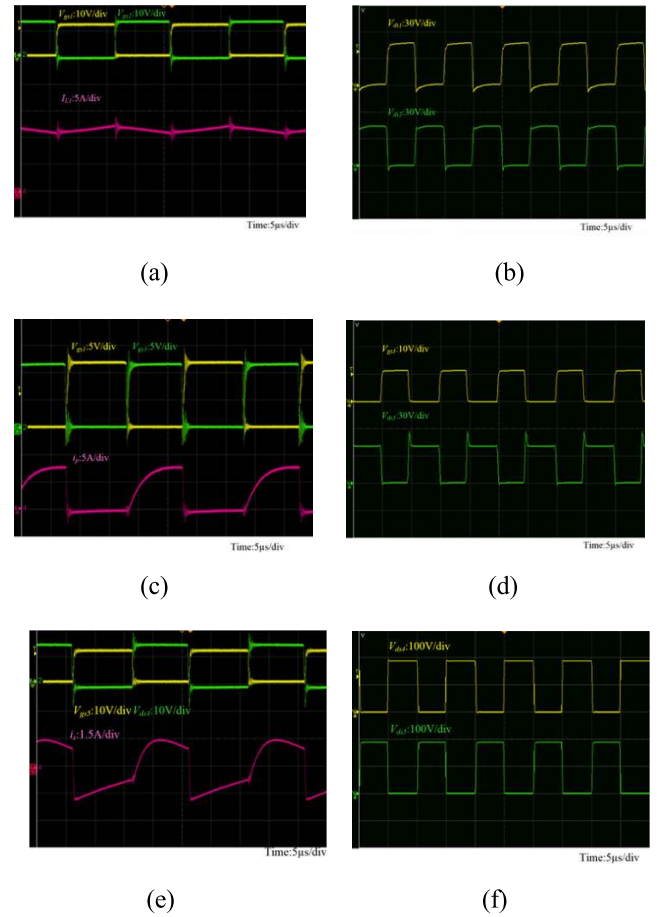 Vgs1:10V/div Vgs2:10V/div
IL1:5A/div
Time:5μs/div
(a)
Vds1:30V/div
Vds2:30V/div
Time:5μs/div
(b)
Vgs1:5V/div Vgs3:5V/div
ip:5A/div
Time:5μs/div
(c)
Vgs3:10V/div
Vds3:30V/div
Time:5μs/div
(d)
Vgs5:10V/div Vds4:10V/div
is:1.5A/div
Time:5μs/div
(e)
Vds4:100V/div
Vds5:100V/div
Time:5μs/div
(f)